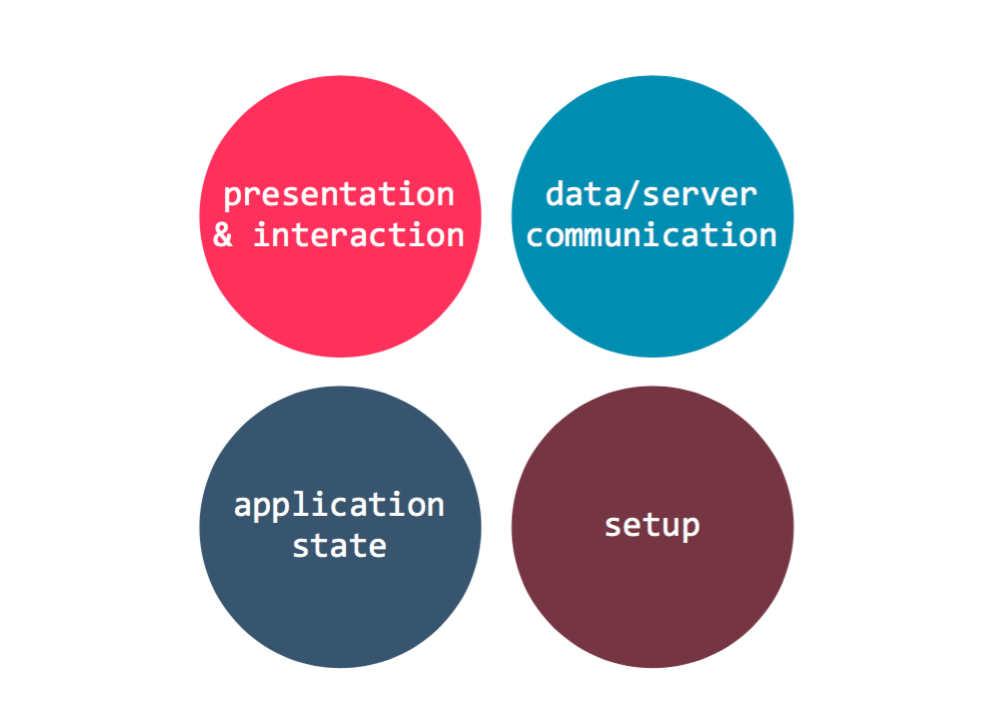 presentation
& interaction
data/server
communication
application
state
setup